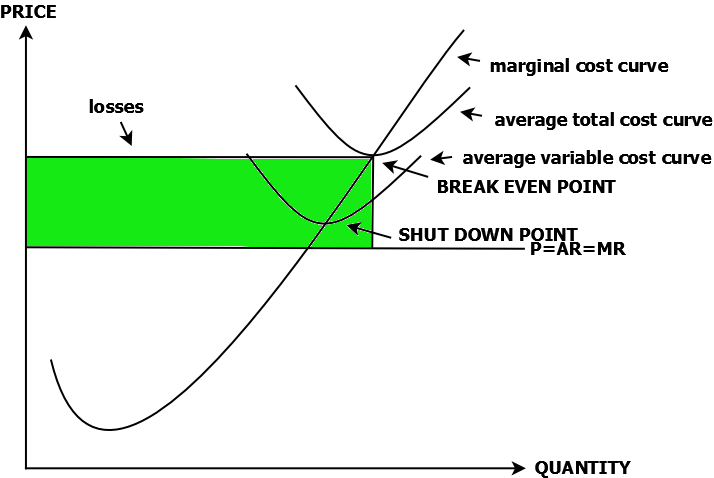 PRICE
marginal cost curve
losses
average total cost curve
average variable cost curve
BREAK EVEN POINT
SHUT DOWN POINT
P=AR=MR
QUANTITY